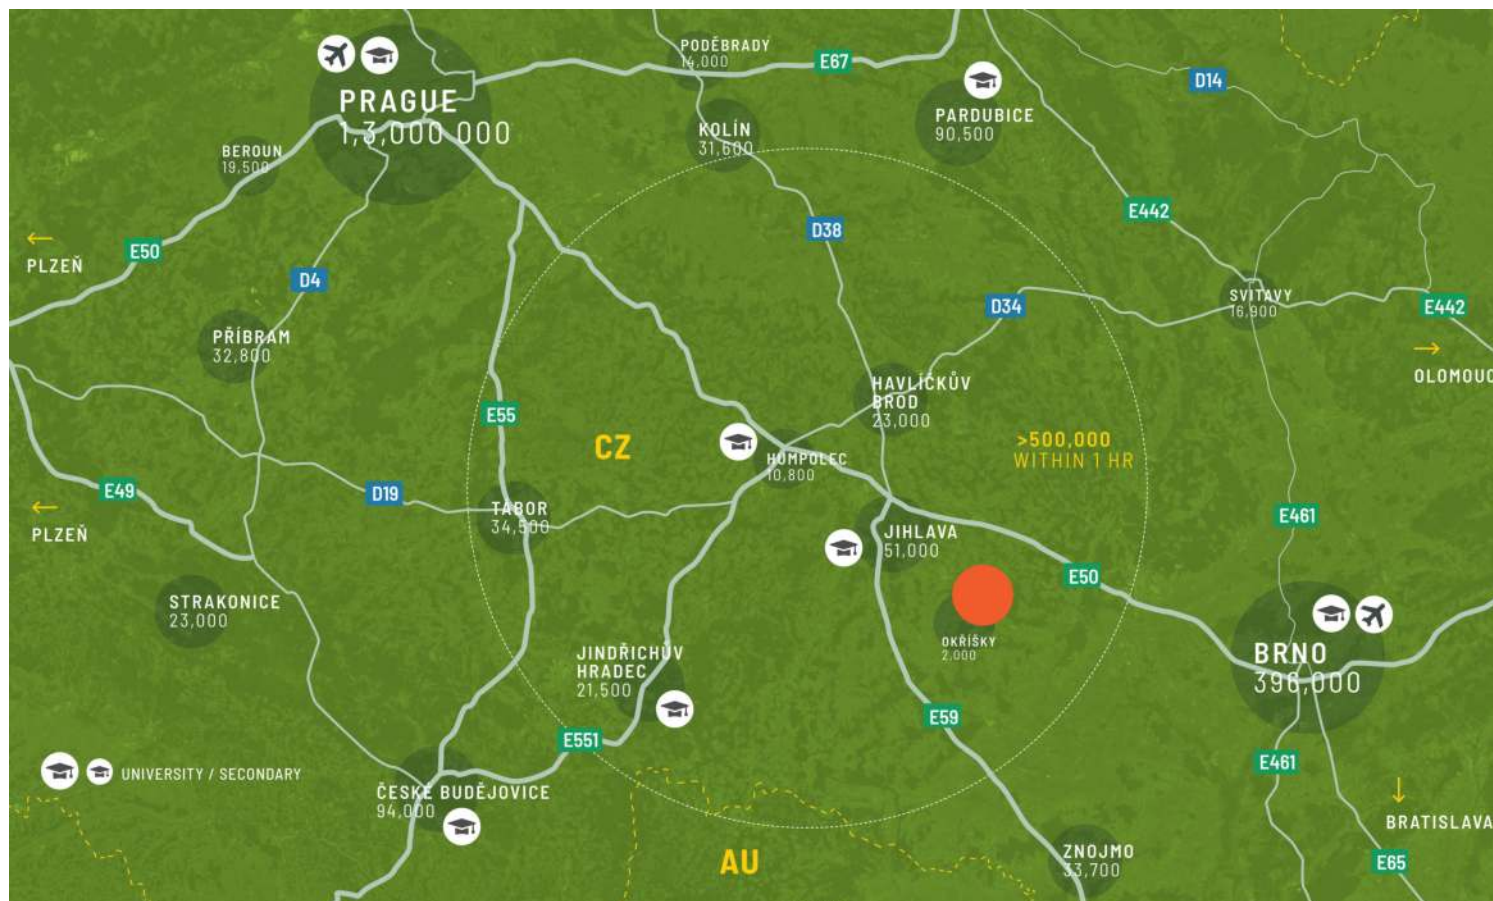 PODĚBRADY
14,000
E67
D14
PRAGUE
1,3,000 000
KOLÍN
31,600
PARDUBICE
90,500
BEROUN
19,500
E442
D38
E50
← PLZEŇ
D4
D34
SVITAVY
16,900
E442
→ OLOMOUC
PŘÍBRAM
32,800
HAVLÍČKŮV
BROD
23,000
E55
CZ
>500,000
WITHIN 1 HR
HUMPOLEC
10,800
E49
D19
← PLZEŇ
TÁBOR
34,500
E461
JIHLAVA
51,000
E50
STRAKONICE
23,000
OKŘÍŠKY
2,000
JINDŘICHŮV
HRADEC
21,500
BRNO
396,000
E59
E551
E461
UNIVERSITY / SECONDARY
ČESKÉ BUDĚJOVICE
94,000
↓ BRATISLAVA
AU
ZNOJMO
33,700
E65